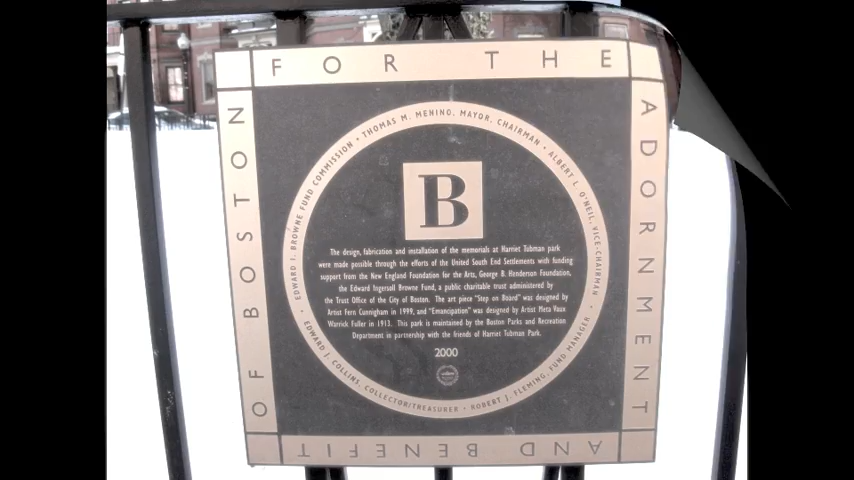 FOR THE
ADORNMENT
AND BENEFIT
OF BOSTON
EDWARD I. BROWNE FUND COMMISSION • THOMAS M. MENINO, MAYOR, CHAIRMAN • ALBERT L. O'NEIL, VICE-CHAIRMAN
EDWARD J. COLLINS, COLLECTOR/TREASURER • ROBERT J. FLEMING, FUND MANAGER •
B
The design, fabrication and installation of the memorials at Harriet Tubman park
were made possible through the efforts of the United South End Settlements with funding
support from the New England Foundation for the Arts, George B. Henderson Foundation,
the Edward Ingersoll Browne Fund, a public charitable trust administered by
the Trust Office of the City of Boston. The art piece "Step on Board" was designed by
Artist Fern Cunnigham in 1999, and "Emancipation" was designed by Artist Meta Vaux
Warrick Fuller in 1913. This park is maintained by the Boston Parks and Recreation
Department in partnership with the friends of Harriet Tubman Park.
2000